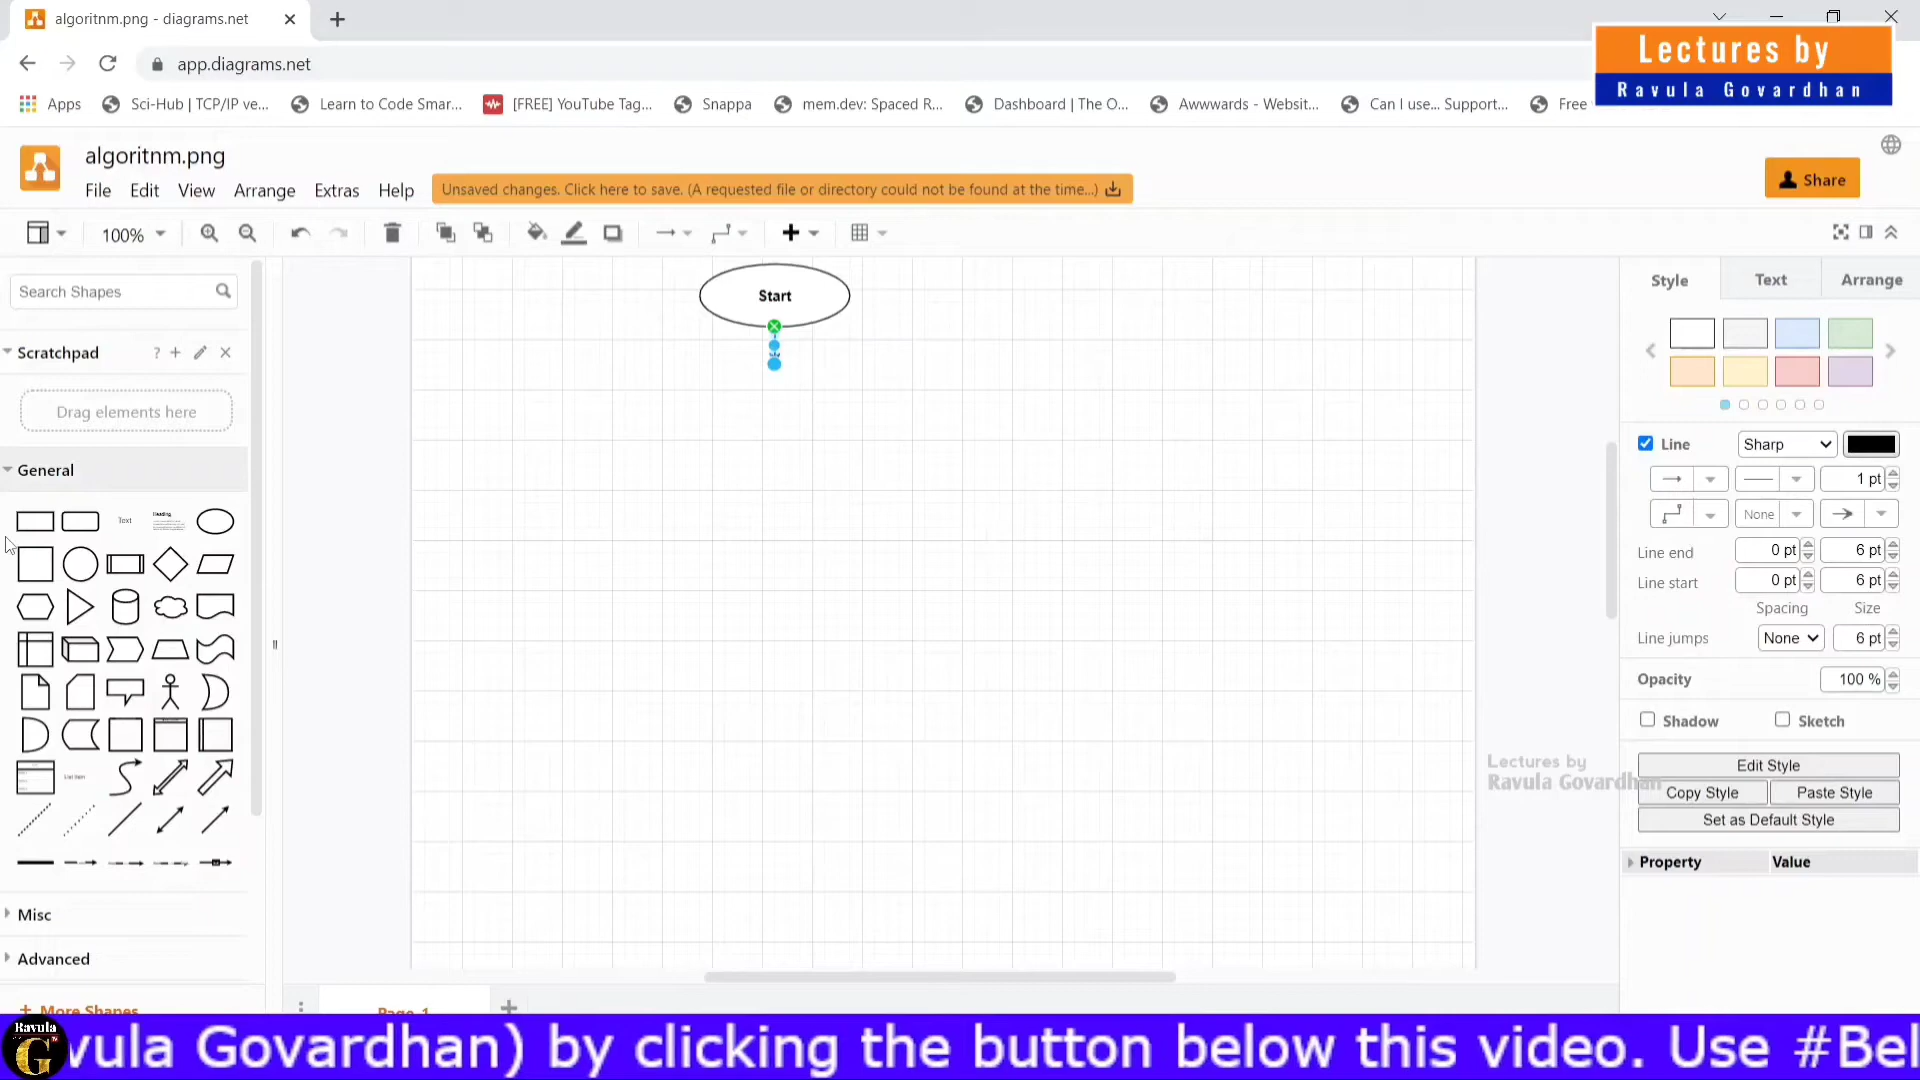 algoritnm.png - diagrams.net
app.diagrams.net
Lectures by
Ravula Govardhan
Apps
Sci-Hub | TCP/IP ve...
Learn to Code Smar...
[FREE] YouTube Tag...
Snappa
mem.dev: Spaced R...
Dashboard | The O...
Awwwards - Websit...
Can I use... Support...
Free
algoritnm.png
File Edit View Arrange Extras Help
Unsaved changes. Click here to save. (A requested file or directory could not be found at the time...)
Share
100%
Search Shapes
Scratchpad ?
Drag elements here
General
Text
Heading
List Item
Misc
Advanced
+ More Shapes
Start
Style Text Arrange
Line Sharp
1 pt
None
Line end 0 pt 6 pt
Line start 0 pt 6 pt
Spacing Size
Line jumps None 6 pt
Opacity 100 %
Shadow Sketch
Edit Style
Copy Style Paste Style
Set as Default Style
Property Value
Lectures by
Ravula Govardhan
Page-1
Ravula
G
vula Govardhan) by clicking the button below this video. Use #Bel